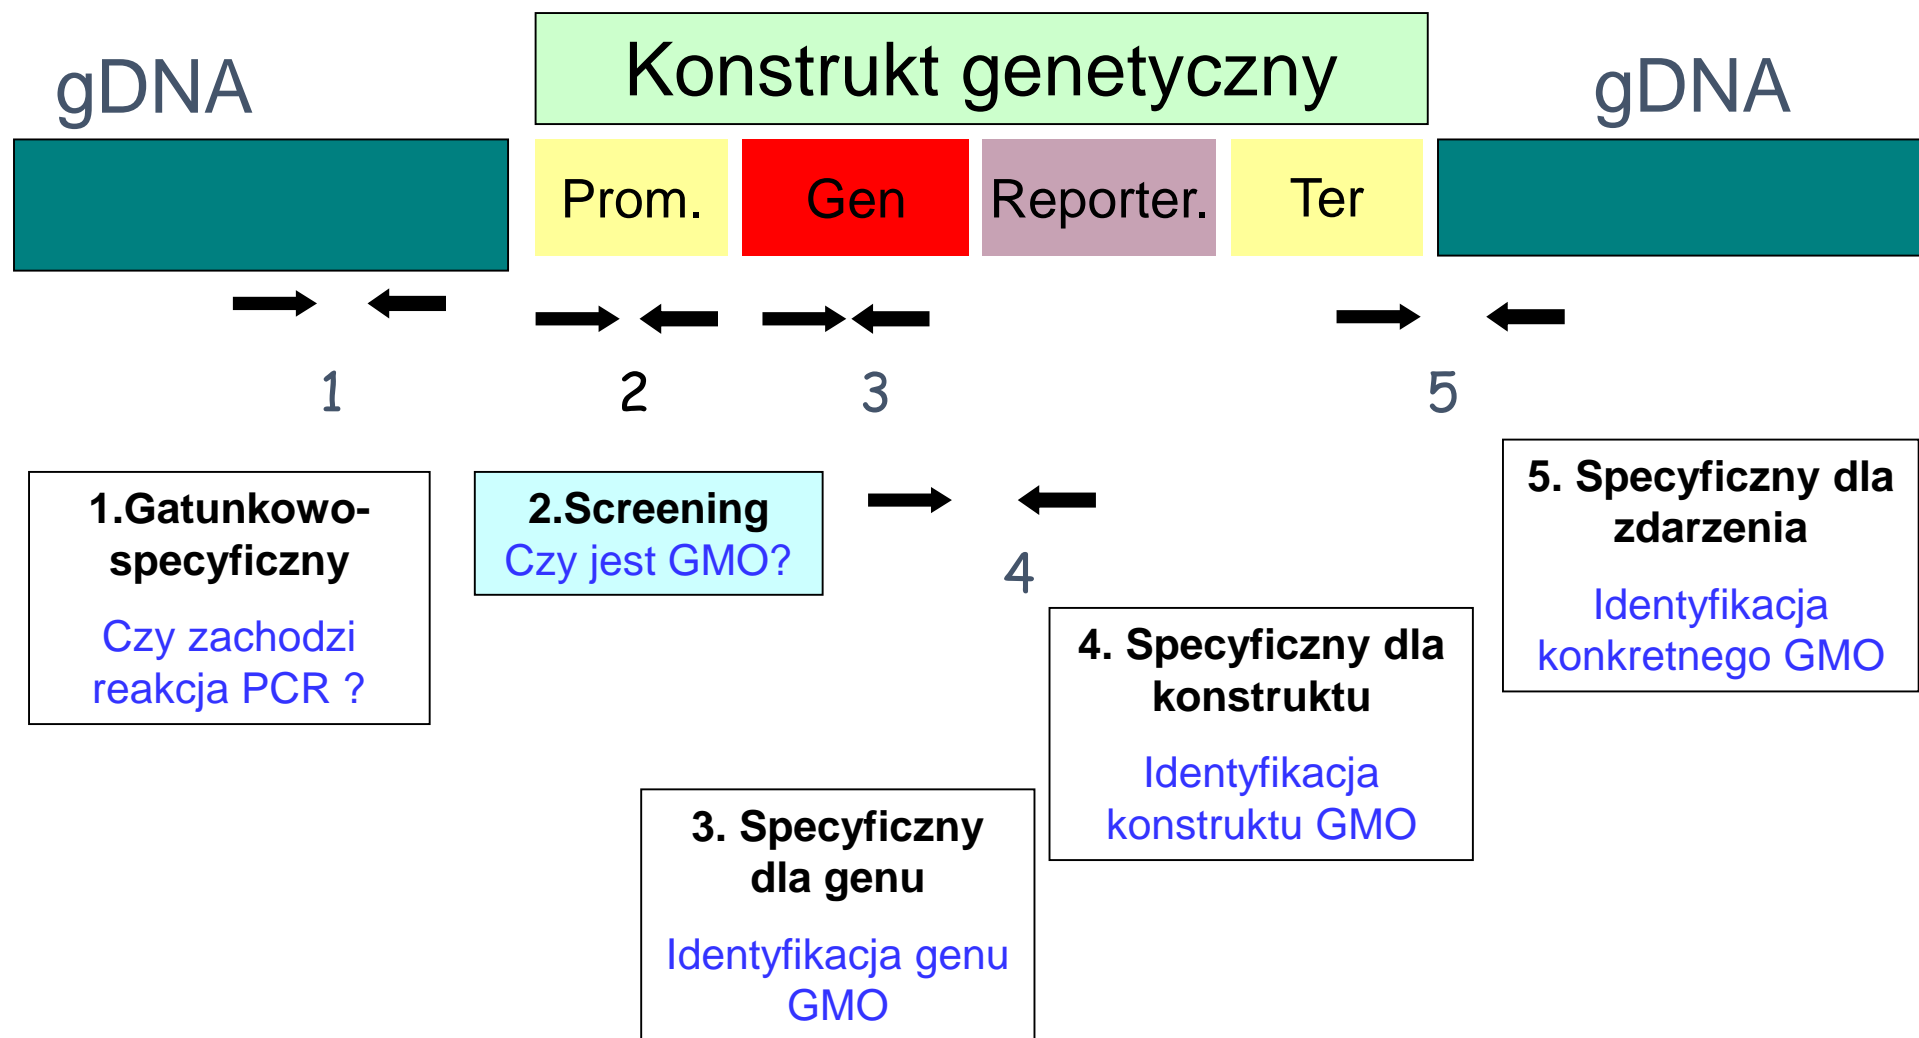 gDNA
Konstrukt genetyczny
gDNA
Prom.
Gen
Reporter.
Ter
1
2
3
5
1.Gatunkowo-
specyficzny
Czy zachodzi
reakcja PCR ?
2.Screening
Czy jest GMO?
4
5. Specyficzny dla
zdarzenia
Identyfikacja
konkretnego GMO
4. Specyficzny dla
konstruktu
Identyfikacja
konstruktu GMO
3. Specyficzny
dla genu
Identyfikacja genu
GMO